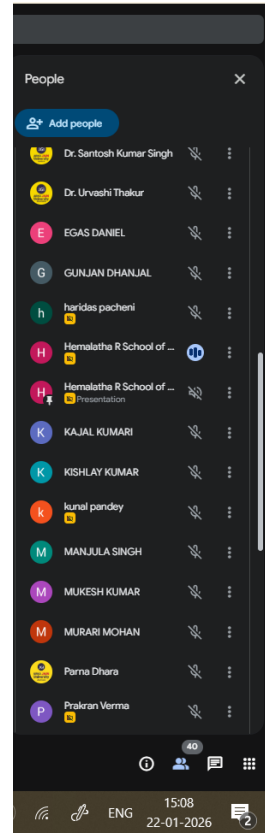 People
Add people
Dr. Santosh Kumar Singh
Dr. Urvashi Thakur
E EGAS DANIEL
G GUNJAN DHANJAL
h haridas pacheni
H Hemalatha R School of ...
H Hemalatha R School of ...
Presentation
K KAJAL KUMARI
K KISHLAY KUMAR
k kunal pandey
M MANJULA SINGH
M MUKESH KUMAR
M MURARI MOHAN
Parna Dhara
P Prakran Verma
40
ENG
15:08
22-01-2026
2